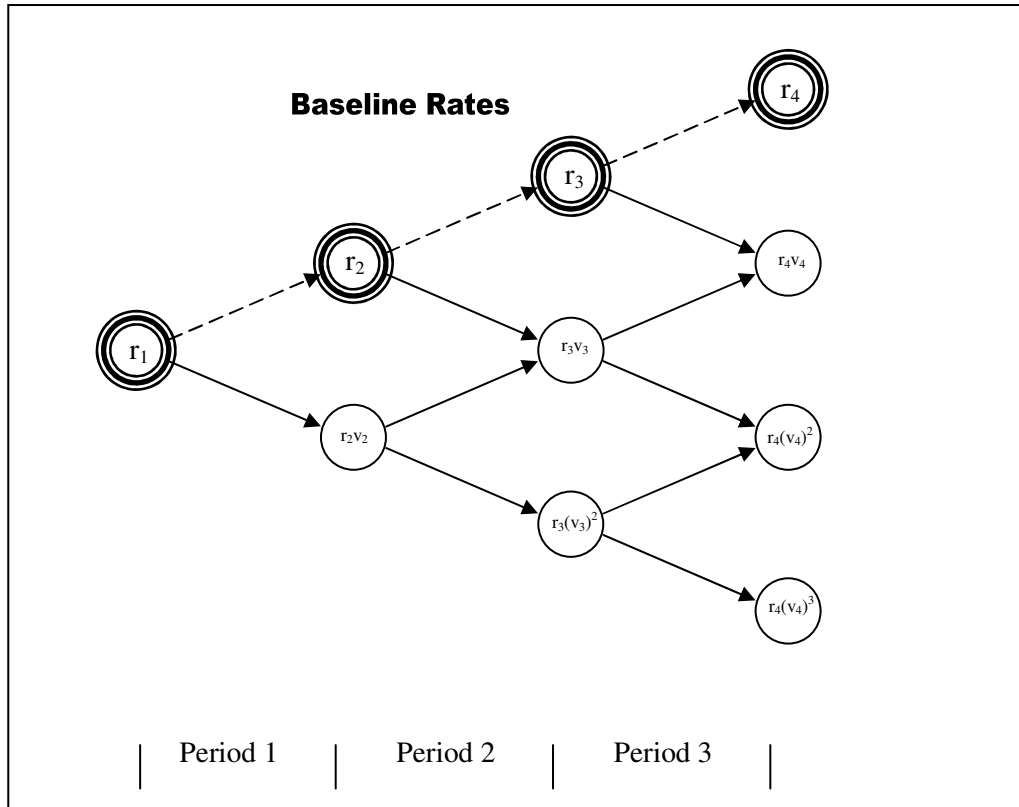 r₄
Baseline Rates
r₃
r₂
r₄v₄
r₁
r₃v₃
r₂v₂
r₄(v₄)²
r₃(v₃)²
r₄(v₄)³
Period 1 Period 2 Period 3